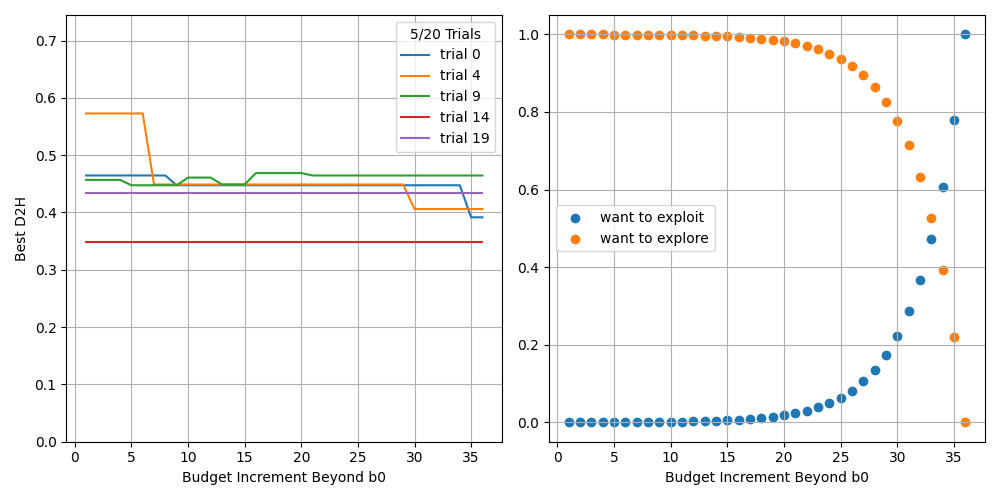 0.7
0.6
0.5
0.4
0.3
0.2
0.1
0.0
Best D2H
0 5 10 15 20 25 30 35
Budget Increment Beyond b0
5/20 Trials
trial 0
trial 4
trial 9
trial 14
trial 19
1.0
0.8
0.6
0.4
0.2
0.0
want to exploit
want to explore
0 5 10 15 20 25 30 35
Budget Increment Beyond b0